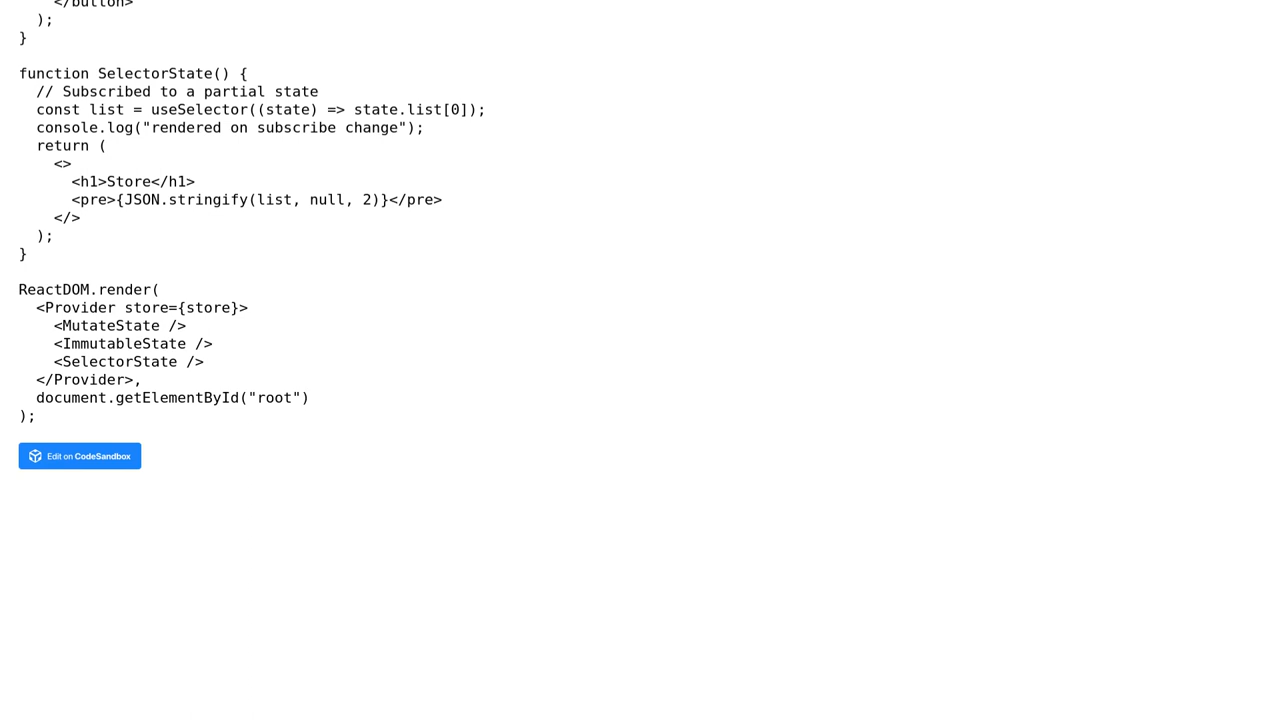 </button>
  );
}

function SelectorState() {
  // Subscribed to a partial state
  const list = useSelector((state) => state.list[0]);
  console.log("rendered on subscribe change");
  return (
    <>
      <h1>Store</h1>
      <pre>{JSON.stringify(list, null, 2)}</pre>
    </>
  );
}

ReactDOM.render(
  <Provider store={store}>
    <MutateState />
    <ImmutableState />
    <SelectorState />
  </Provider>,
  document.getElementById("root")
);

Edit on CodeSandbox